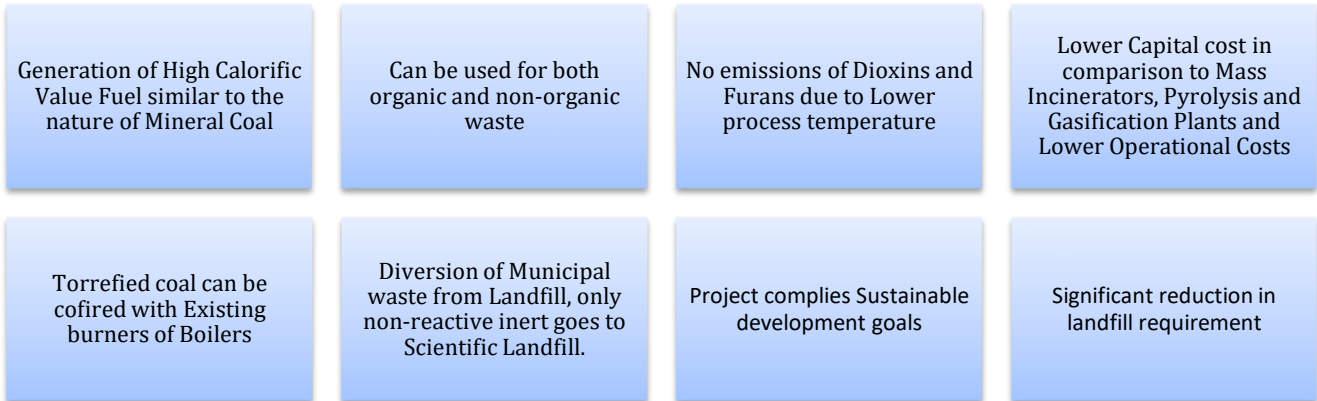 Generation of High Calorific
Value Fuel similar to the
nature of Mineral Coal
Can be used for both
organic and non-organic
waste
No emissions of Dioxins and
Furans due to Lower
process temperature
Lower Capital cost in
comparison to Mass
Incinerators, Pyrolysis and
Gasification Plants and
Lower Operational Costs
Torrefied coal can be
cofired with Existing
burners of Boilers
Diversion of Municipal
waste from Landfill, only
non-reactive inert goes to
Scientific Landfill.
Project complies Sustainable
development goals
Significant reduction in
landfill requirement